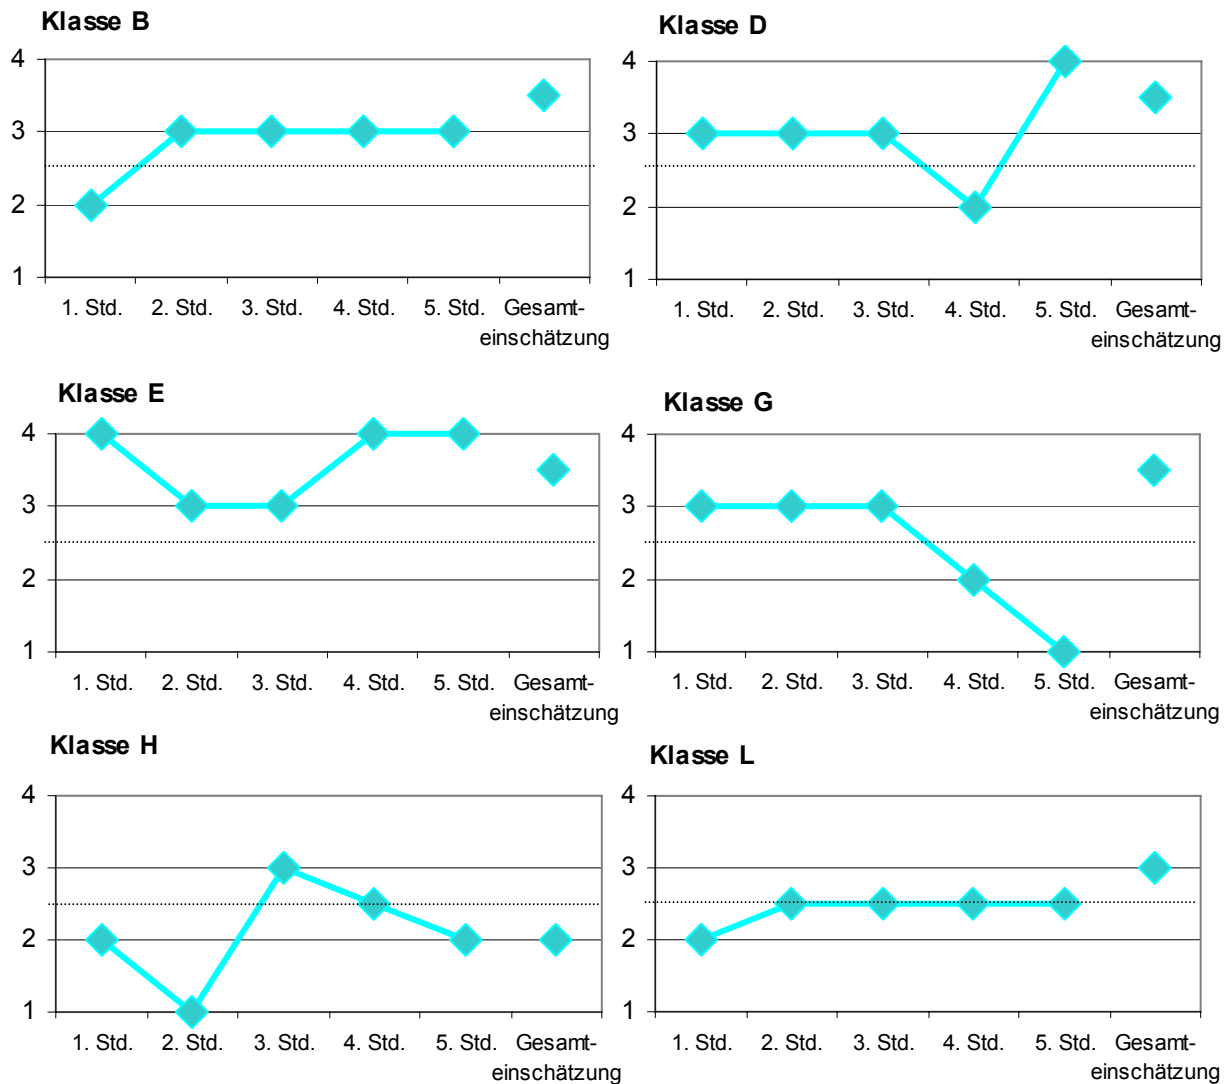 Klasse B
4
3
2
1
1. Std. 2. Std. 3. Std. 4. Std. 5. Std. Gesamt-
einschätzung
Klasse D
4
3
2
1
1. Std. 2. Std. 3. Std. 4. Std. 5. Std. Gesamt-
einschätzung
Klasse E
4
3
2
1
1. Std. 2. Std. 3. Std. 4. Std. 5. Std. Gesamt-
einschätzung
Klasse G
4
3
2
1
1. Std. 2. Std. 3. Std. 4. Std. 5. Std. Gesamt-
einschätzung
Klasse H
4
3
2
1
1. Std. 2. Std. 3. Std. 4. Std. 5. Std. Gesamt-
einschätzung
Klasse L
4
3
2
1
1. Std. 2. Std. 3. Std. 4. Std. 5. Std. Gesamt-
einschätzung